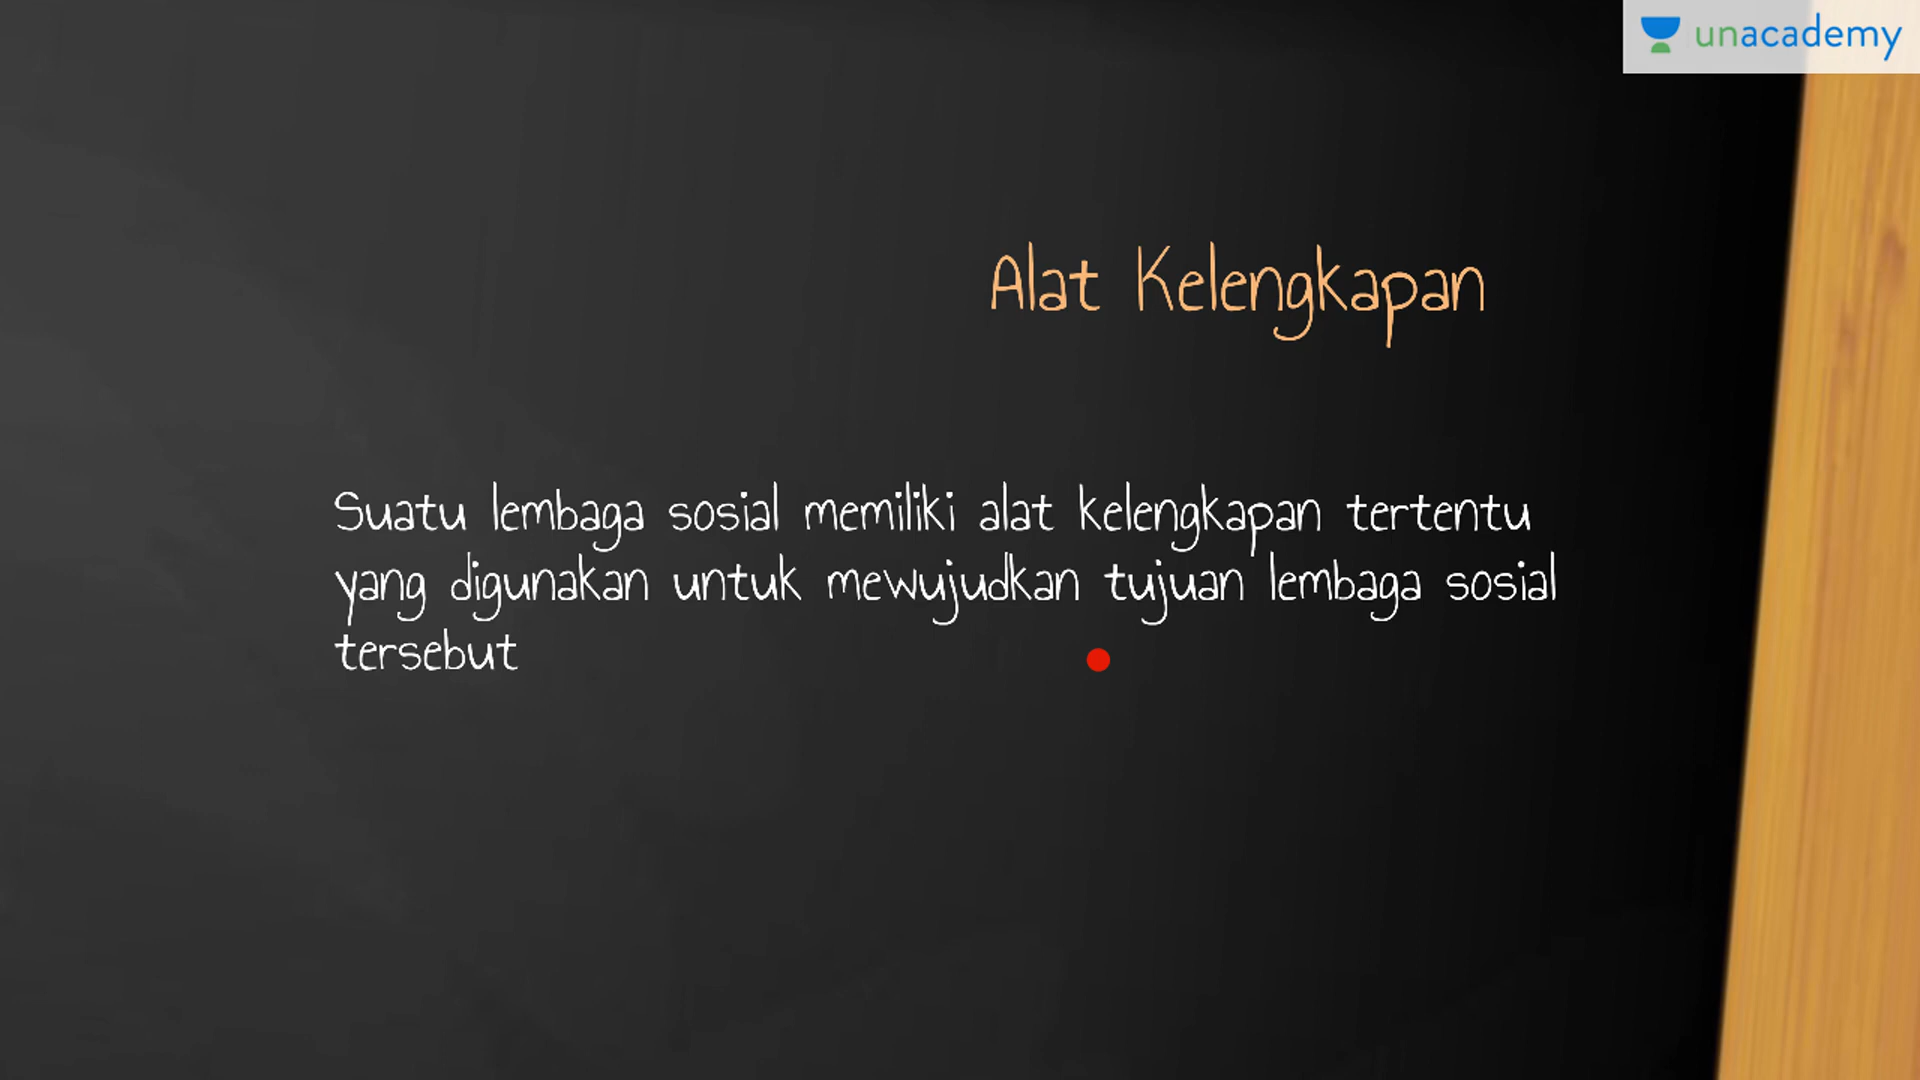 unacademy
Alat Kelengkapan
Suatu lembaga sosial memiliki alat kelengkapan tertentu
yang digunakan untuk mewujudkan tujuan lembaga sosial
tersebut